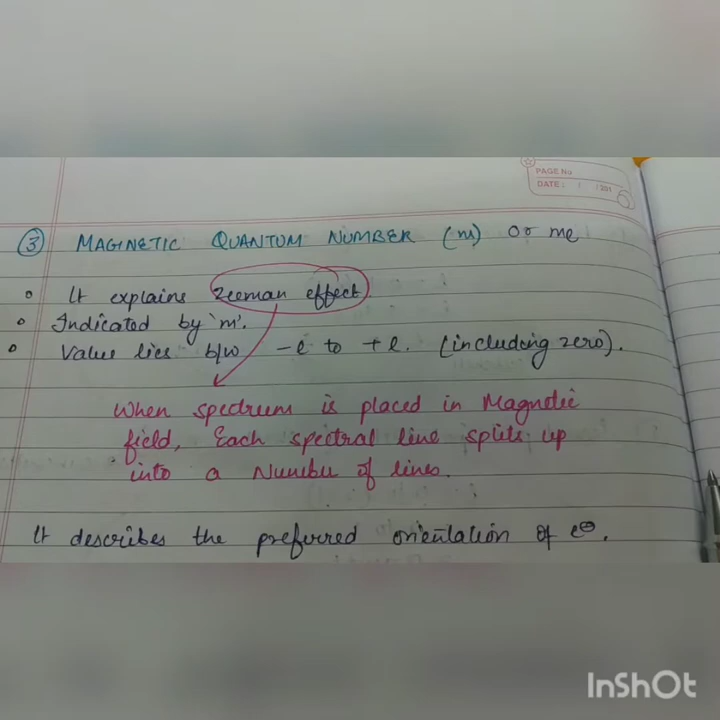 PAGE No
DATE: / /201
③ MAGINETIC QUANTUM NUMBER (m) or me
It explains zeeman effect
Indicated by 'm'.
Value lies b/w -l to +l. (including zero).
When spectrum is placed in Magnetic
field, Each spectral line splits up
into a Number of lines.
It describes the preferred orientation of e⊖.
InShOt